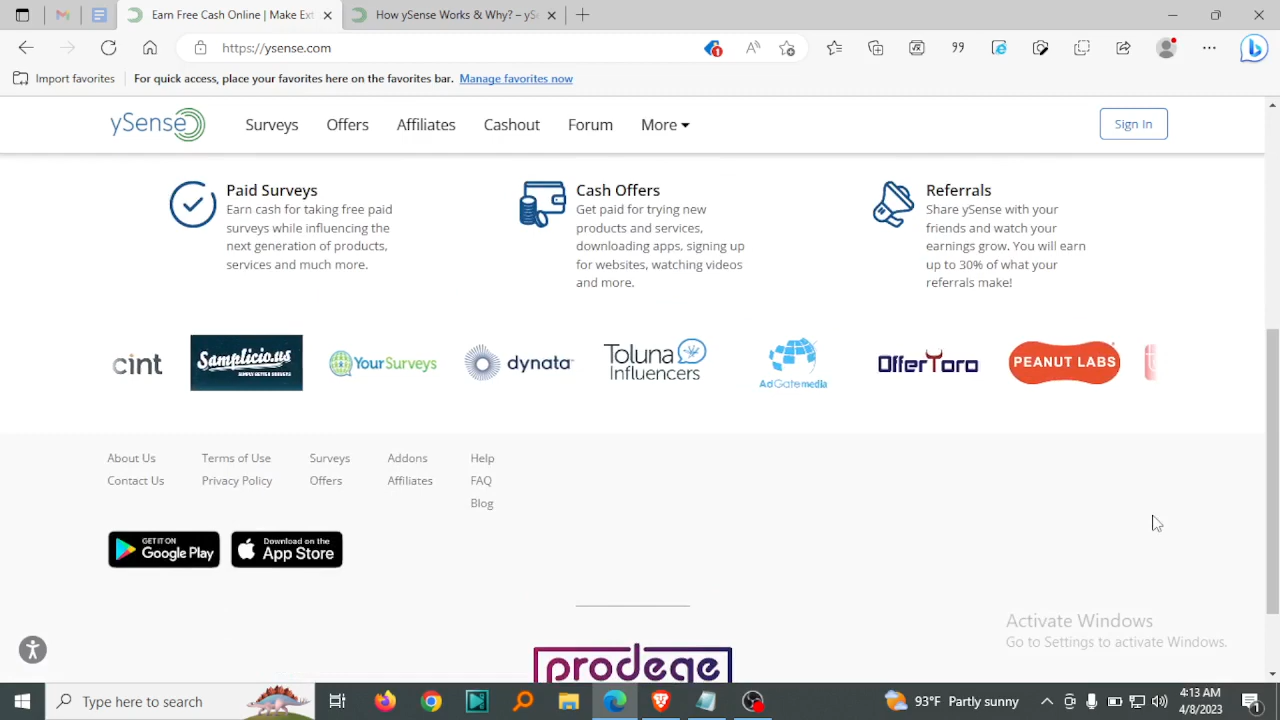 Earn Free Cash Online | Make Ext
How ySense Works & Why? – yS
https://ysense.com
Import favorites
For quick access, place your favorites here on the favorites bar. Manage favorites now
ySense
Surveys
Offers
Affiliates
Cashout
Forum
More
Sign In
Paid Surveys
Earn cash for taking free paid
surveys while influencing the
next generation of products,
services and much more.
Cash Offers
Get paid for trying new
products and services,
downloading apps, signing up
for websites, watching videos
and more.
Referrals
Share ySense with your
friends and watch your
earnings grow. You will earn
up to 30% of what your
referrals make!
cint
Samplicio.us
SIMPLY BETTER SURVEYS
YourSurveys
dynata
Toluna
Influencers
AdGatemedia
OfferToro
PEANUT LABS
About Us
Terms of Use
Surveys
Addons
Help
Contact Us
Privacy Policy
Offers
Affiliates
FAQ
Blog
GET IT ON
Google Play
Download on the
App Store
Activate Windows
Go to Settings to activate Windows.
prodege
Type here to search
93°F Partly sunny
4:13 AM
4/8/2023